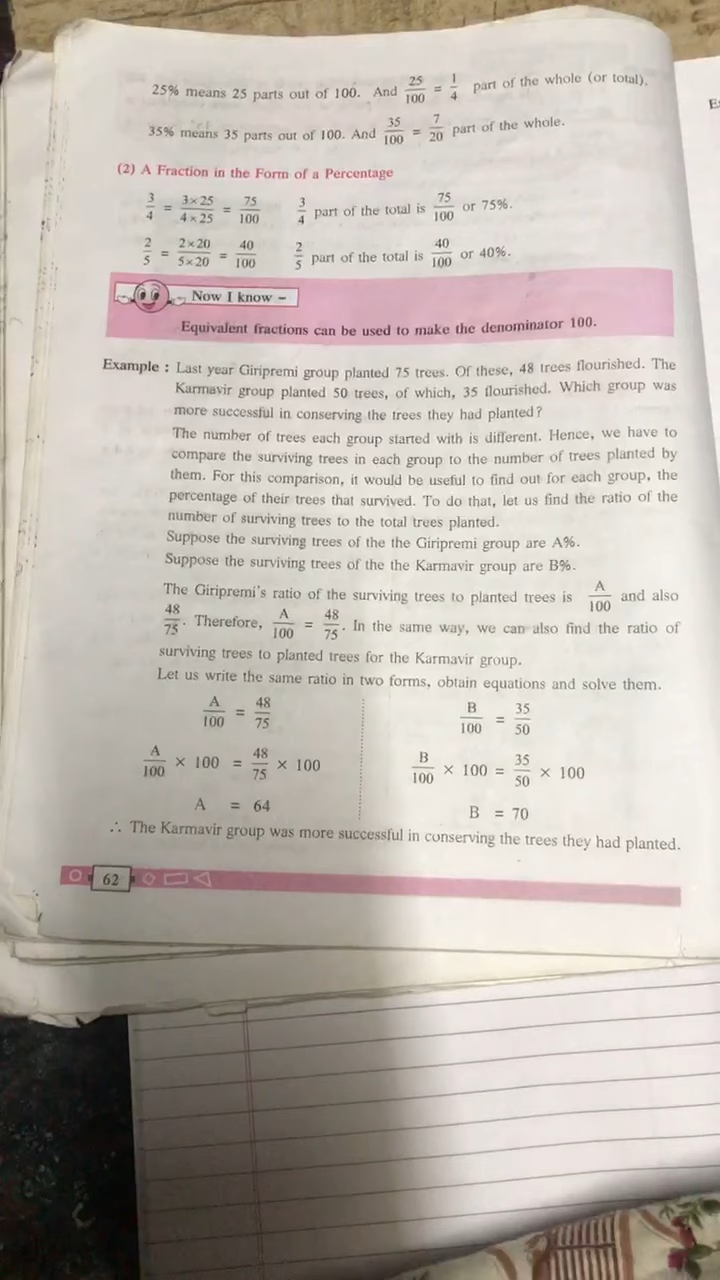 25% means 25 parts out of 100. And 25/100 = 1/4 part of the whole (or total).
35% means 35 parts out of 100. And 35/100 = 7/20 part of the whole.
(2) A Fraction in the Form of a Percentage
3/4 = 3×25/4×25 = 75/100 3/4 part of the total is 75/100 or 75%.
2/5 = 2×20/5×20 = 40/100 2/5 part of the total is 40/100 or 40%.
Now I know –
Equivalent fractions can be used to make the denominator 100.
Example : Last year Giripremi group planted 75 trees. Of these, 48 trees flourished. The
Karmavir group planted 50 trees, of which, 35 flourished. Which group was
more successful in conserving the trees they had planted?
The number of trees each group started with is different. Hence, we have to
compare the surviving trees in each group to the number of trees planted by
them. For this comparison, it would be useful to find out for each group, the
percentage of their trees that survived. To do that, let us find the ratio of the
number of surviving trees to the total trees planted.
Suppose the surviving trees of the the Giripremi group are A%.
Suppose the surviving trees of the the Karmavir group are B%.
The Giripremi's ratio of the surviving trees to planted trees is A/100 and also
48/75. Therefore, A/100 = 48/75. In the same way, we can also find the ratio of
surviving trees to planted trees for the Karmavir group.
Let us write the same ratio in two forms, obtain equations and solve them.
A/100 = 48/75 B/100 = 35/50
A/100 × 100 = 48/75 × 100 B/100 × 100 = 35/50 × 100
A = 64 B = 70
∴ The Karmavir group was more successful in conserving the trees they had planted.
62